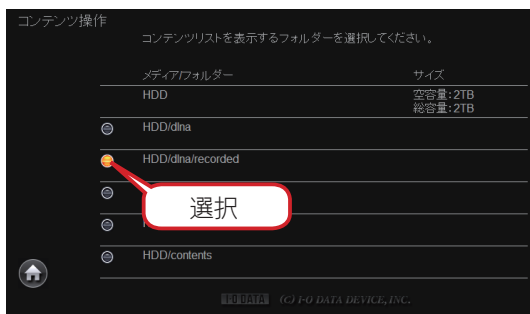 コンテンツ操作
コンテンツリストを表示するフォルダーを選択してください。
メディア/フォルダー サイズ
HDD 空容量:2TB
総容量:2TB
HDD/dlna
HDD/dlna/recorded
選択
HDD/contents
I-O DATA (C) I-O DATA DEVICE, INC.